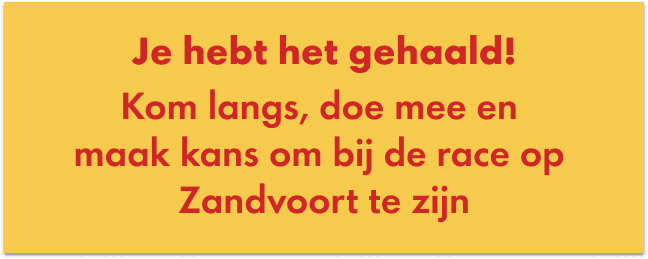 Je hebt het gehaald!
Kom langs, doe mee en
maak kans om bij de race op
Zandvoort te zijn